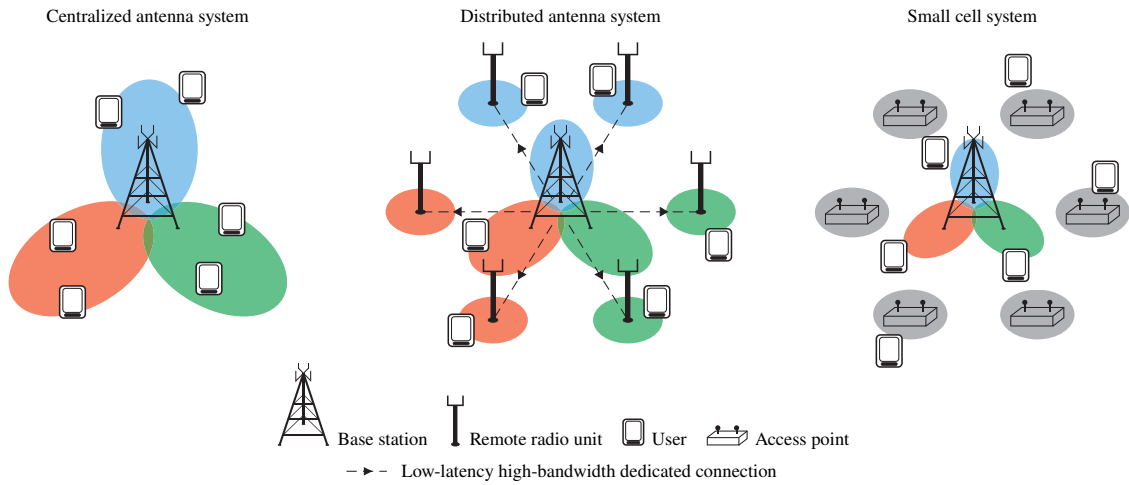 Centralized antenna system
Distributed antenna system
Small cell system
Base station
Remote radio unit
User
Access point
Low-latency high-bandwidth dedicated connection